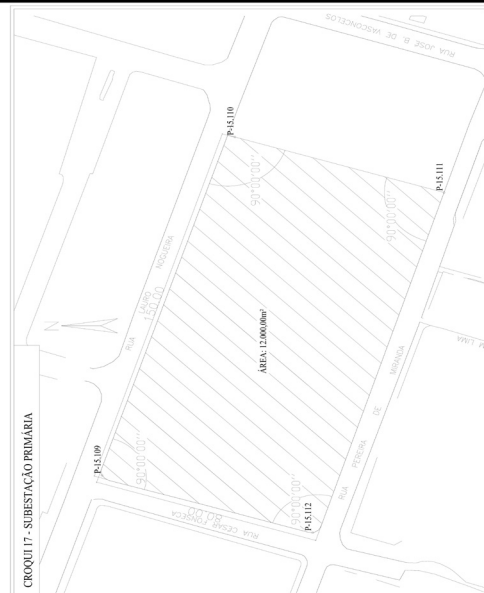 CROQUI 17 - SUBESTAÇÃO PRIMÁRIA
RUA JOSÉ B. DE VASCONCELOS
P-15.110
90°00'00''
P-15.111
90°00'00''
RUA LAURO NOGUEIRA
150.00
ÁREA: 12.000,00m²
P-15.109
90°00'00''
RUA CESAR FONSECA
80.00
90°00'00''
P-15.112
RUA PEREIRA DE MIRANDA
LIMA